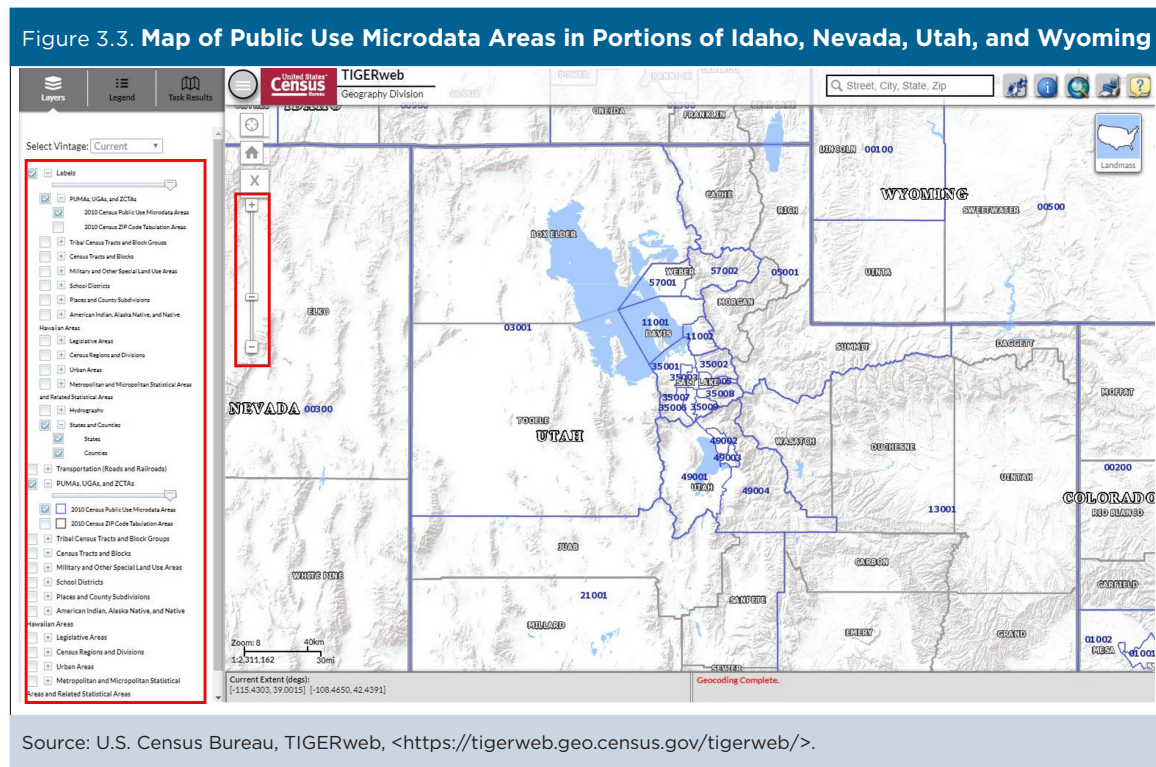 Figure 3.3. Map of Public Use Microdata Areas in Portions of Idaho, Nevada, Utah, and Wyoming
Layers
Legend
Task Results
United States®
Census
Bureau
TIGERweb
Geography Division
Street, City, State, Zip
Landmass
Select Vintage: Current
Labels
PUMAs, UGAs, and ZCTAs
2010 Census Public Use Microdata Areas
2010 Census ZIP Code Tabulation Areas
Tribal Census Tracts and Block Groups
Census Tracts and Blocks
Military and Other Special Land Use Areas
School Districts
Places and County Subdivisions
American Indian, Alaska Native, and Native
Hawaiian Areas
Legislative Areas
Census Regions and Divisions
Urban Areas
Metropolitan and Micropolitan Statistical Areas
and Related Statistical Areas
Hydrography
States and Counties
States
Counties
Transportation (Roads and Railroads)
PUMAs, UGAs, and ZCTAs
2010 Census Public Use Microdata Areas
2010 Census ZIP Code Tabulation Areas
Tribal Census Tracts and Block Groups
Census Tracts and Blocks
Military and Other Special Land Use Areas
School Districts
Places and County Subdivisions
American Indian, Alaska Native, and Native
Hawaiian Areas
Legislative Areas
Census Regions and Divisions
Urban Areas
Metropolitan and Micropolitan Statistical
Areas and Related Statistical Areas
X
POWER
CASSIA
IDAHO
ONEIDA
FRANKLIN
BEAR LAKE
LINCOLN 00100
WYOMING
SWEETWATER 00500
CACHE
RICH
BOX ELDER
WEBER 57002
57001
05001
UINTA
MORGAN
ELKO
03001
11001
DAVIS
11002
SUMMIT
DAGGETT
35001
35002
35003
SALT LAKE
35008
35007
35006
35009
MOFFAT
NEVADA 00300
TOOELE
UTAH
49002
49003
49001
UTAH
49004
WASATCH
DUCHESNE
UINTAH
00200
COLORADO
RIO BLANCO
13001
JUAB
CARBON
WHITE PINE
21001
SANPETE
GARFIELD
MILLARD
EMERY
GRAND
01002
MESA
01001
SEVIER
Zoom: 8
40km
1:2,311,162
30mi
Current Extent (degs):
[-115.4303, 39.0015] [-108.4650, 42.4391]
Geocoding Complete.
Source: U.S. Census Bureau, TIGERweb, <https://tigerweb.geo.census.gov/tigerweb/>.